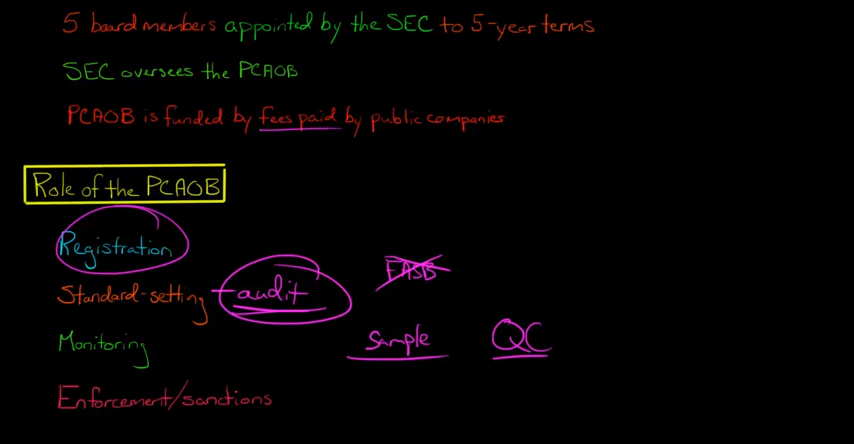 5 board members appointed by the SEC to 5-year terms
SEC oversees the PCAOB
PCAOB is funded by fees paid by public companies
Role of the PCAOB
Registration
Standard-setting - audit FASB
Monitoring sample QC
Enforcement/sanctions